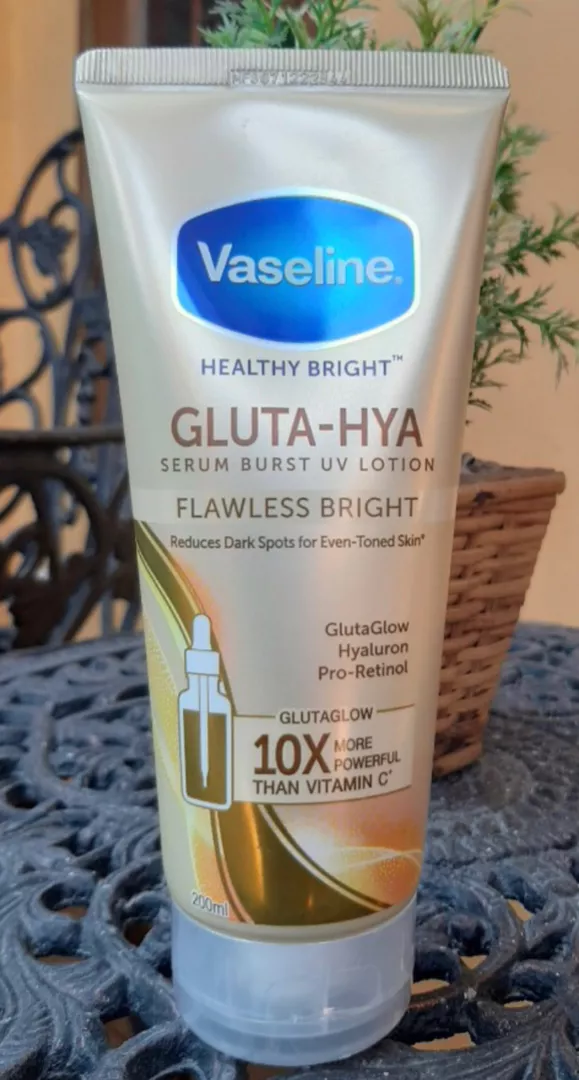 Vaseline®
HEALTHY BRIGHT™
GLUTA-HYA
SERUM BURST UV LOTION
FLAWLESS BRIGHT
Reduces Dark Spots for Even-Toned Skin*
GlutaGlow
Hyaluron
Pro-Retinol
GLUTAGLOW
10X MORE
POWERFUL
THAN VITAMIN C*
200ml